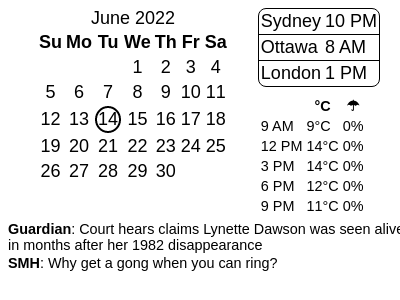 June 2022
Su Mo Tu We Th Fr Sa
1 2 3 4
5 6 7 8 9 10 11
12 13 14 15 16 17 18
19 20 21 22 23 24 25
26 27 28 29 30
Sydney 10 PM
Ottawa 8 AM
London 1 PM
°C ☂
9 AM 9°C 0%
12 PM 14°C 0%
3 PM 14°C 0%
6 PM 12°C 0%
9 PM 11°C 0%
Guardian: Court hears claims Lynette Dawson was seen alive
in months after her 1982 disappearance
SMH: Why get a gong when you can ring?